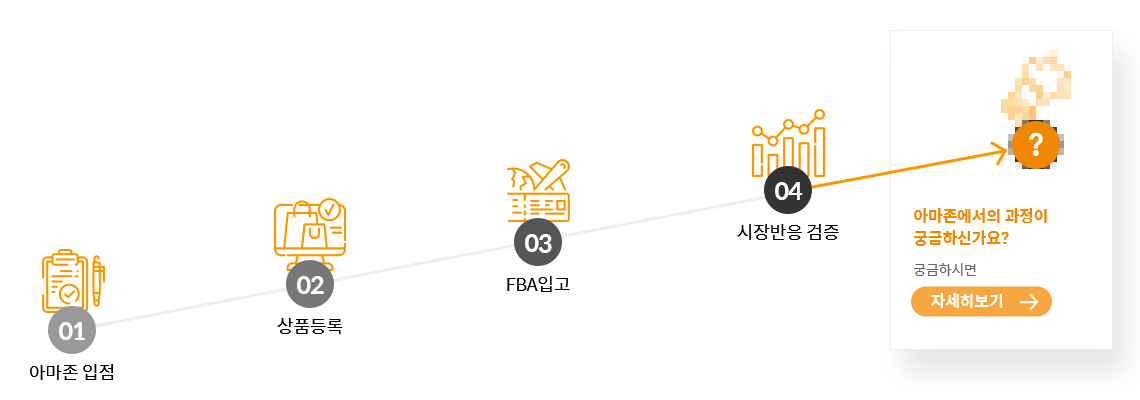 01
아마존 입점
02
상품등록
03
FBA입고
04
시장반응 검증
?
아마존에서의 과정이
궁금하신가요?
궁금하시면
자세히보기